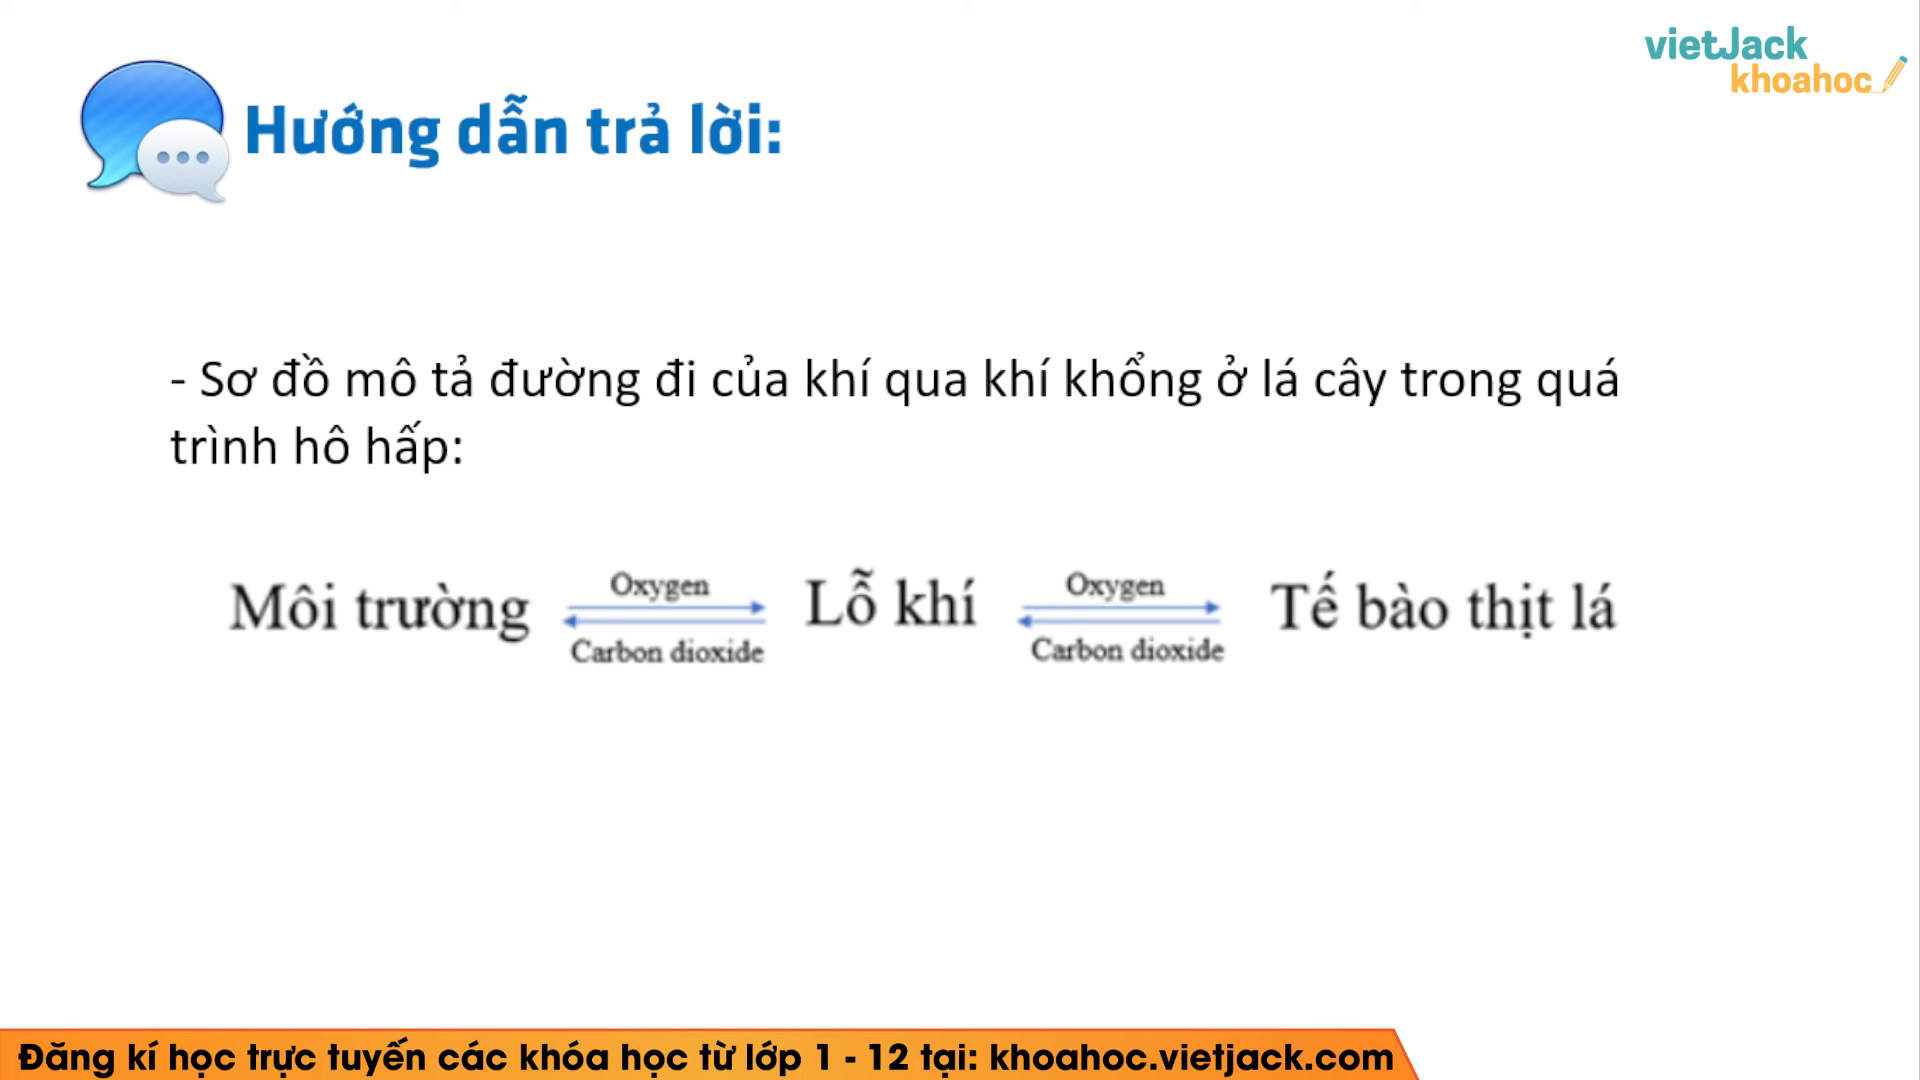 vietJack
khoahoc
Hướng dẫn trả lời:
- Sơ đồ mô tả đường đi của khí qua khí khổng ở lá cây trong quá
trình hô hấp:
Môi trường Oxygen Carbon dioxide Lỗ khí Oxygen Carbon dioxide Tế bào thịt lá
Đăng kí học trực tuyến các khóa học từ lớp 1 - 12 tại: khoahoc.vietjack.com